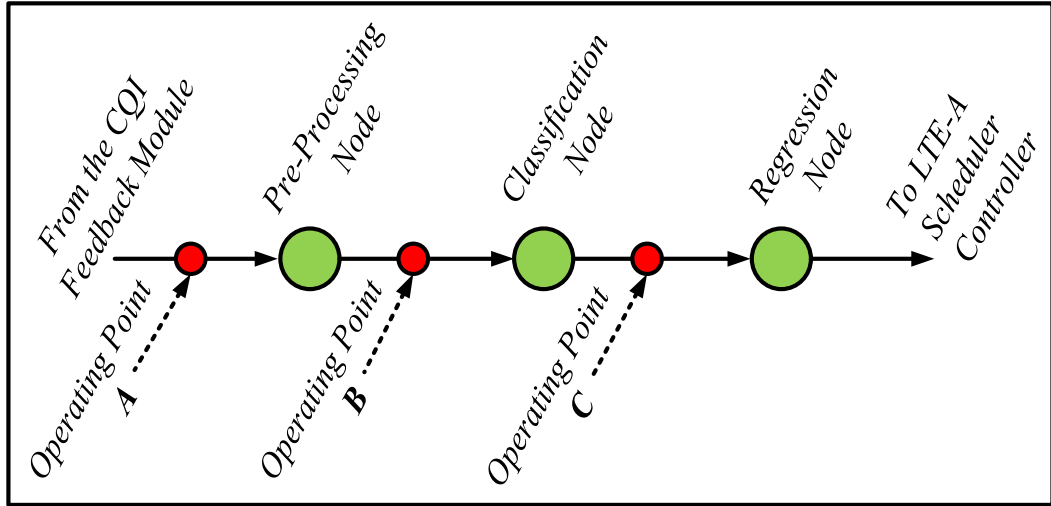 From the CQI
Feedback Module
Pre-Processing
Node
Classification
Node
Regression
Node
To LTE-A
Scheduler
Controller
Operating Point
A
Operating Point
B
Operating Point
C